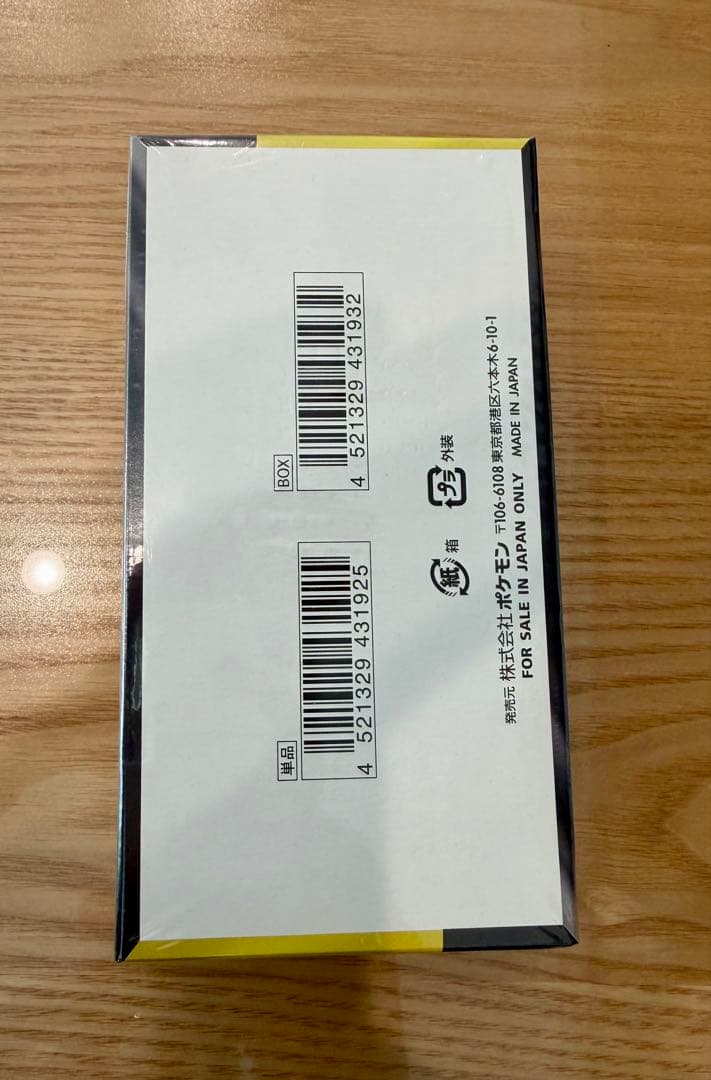 単品
4 521329 431925
BOX
4 521329 431932
紙 箱
プラ 外装
発売元 株式会社 ポケモン 〒106-6108 東京都港区六本木6-10-1
FOR SALE IN JAPAN ONLY MADE IN JAPAN